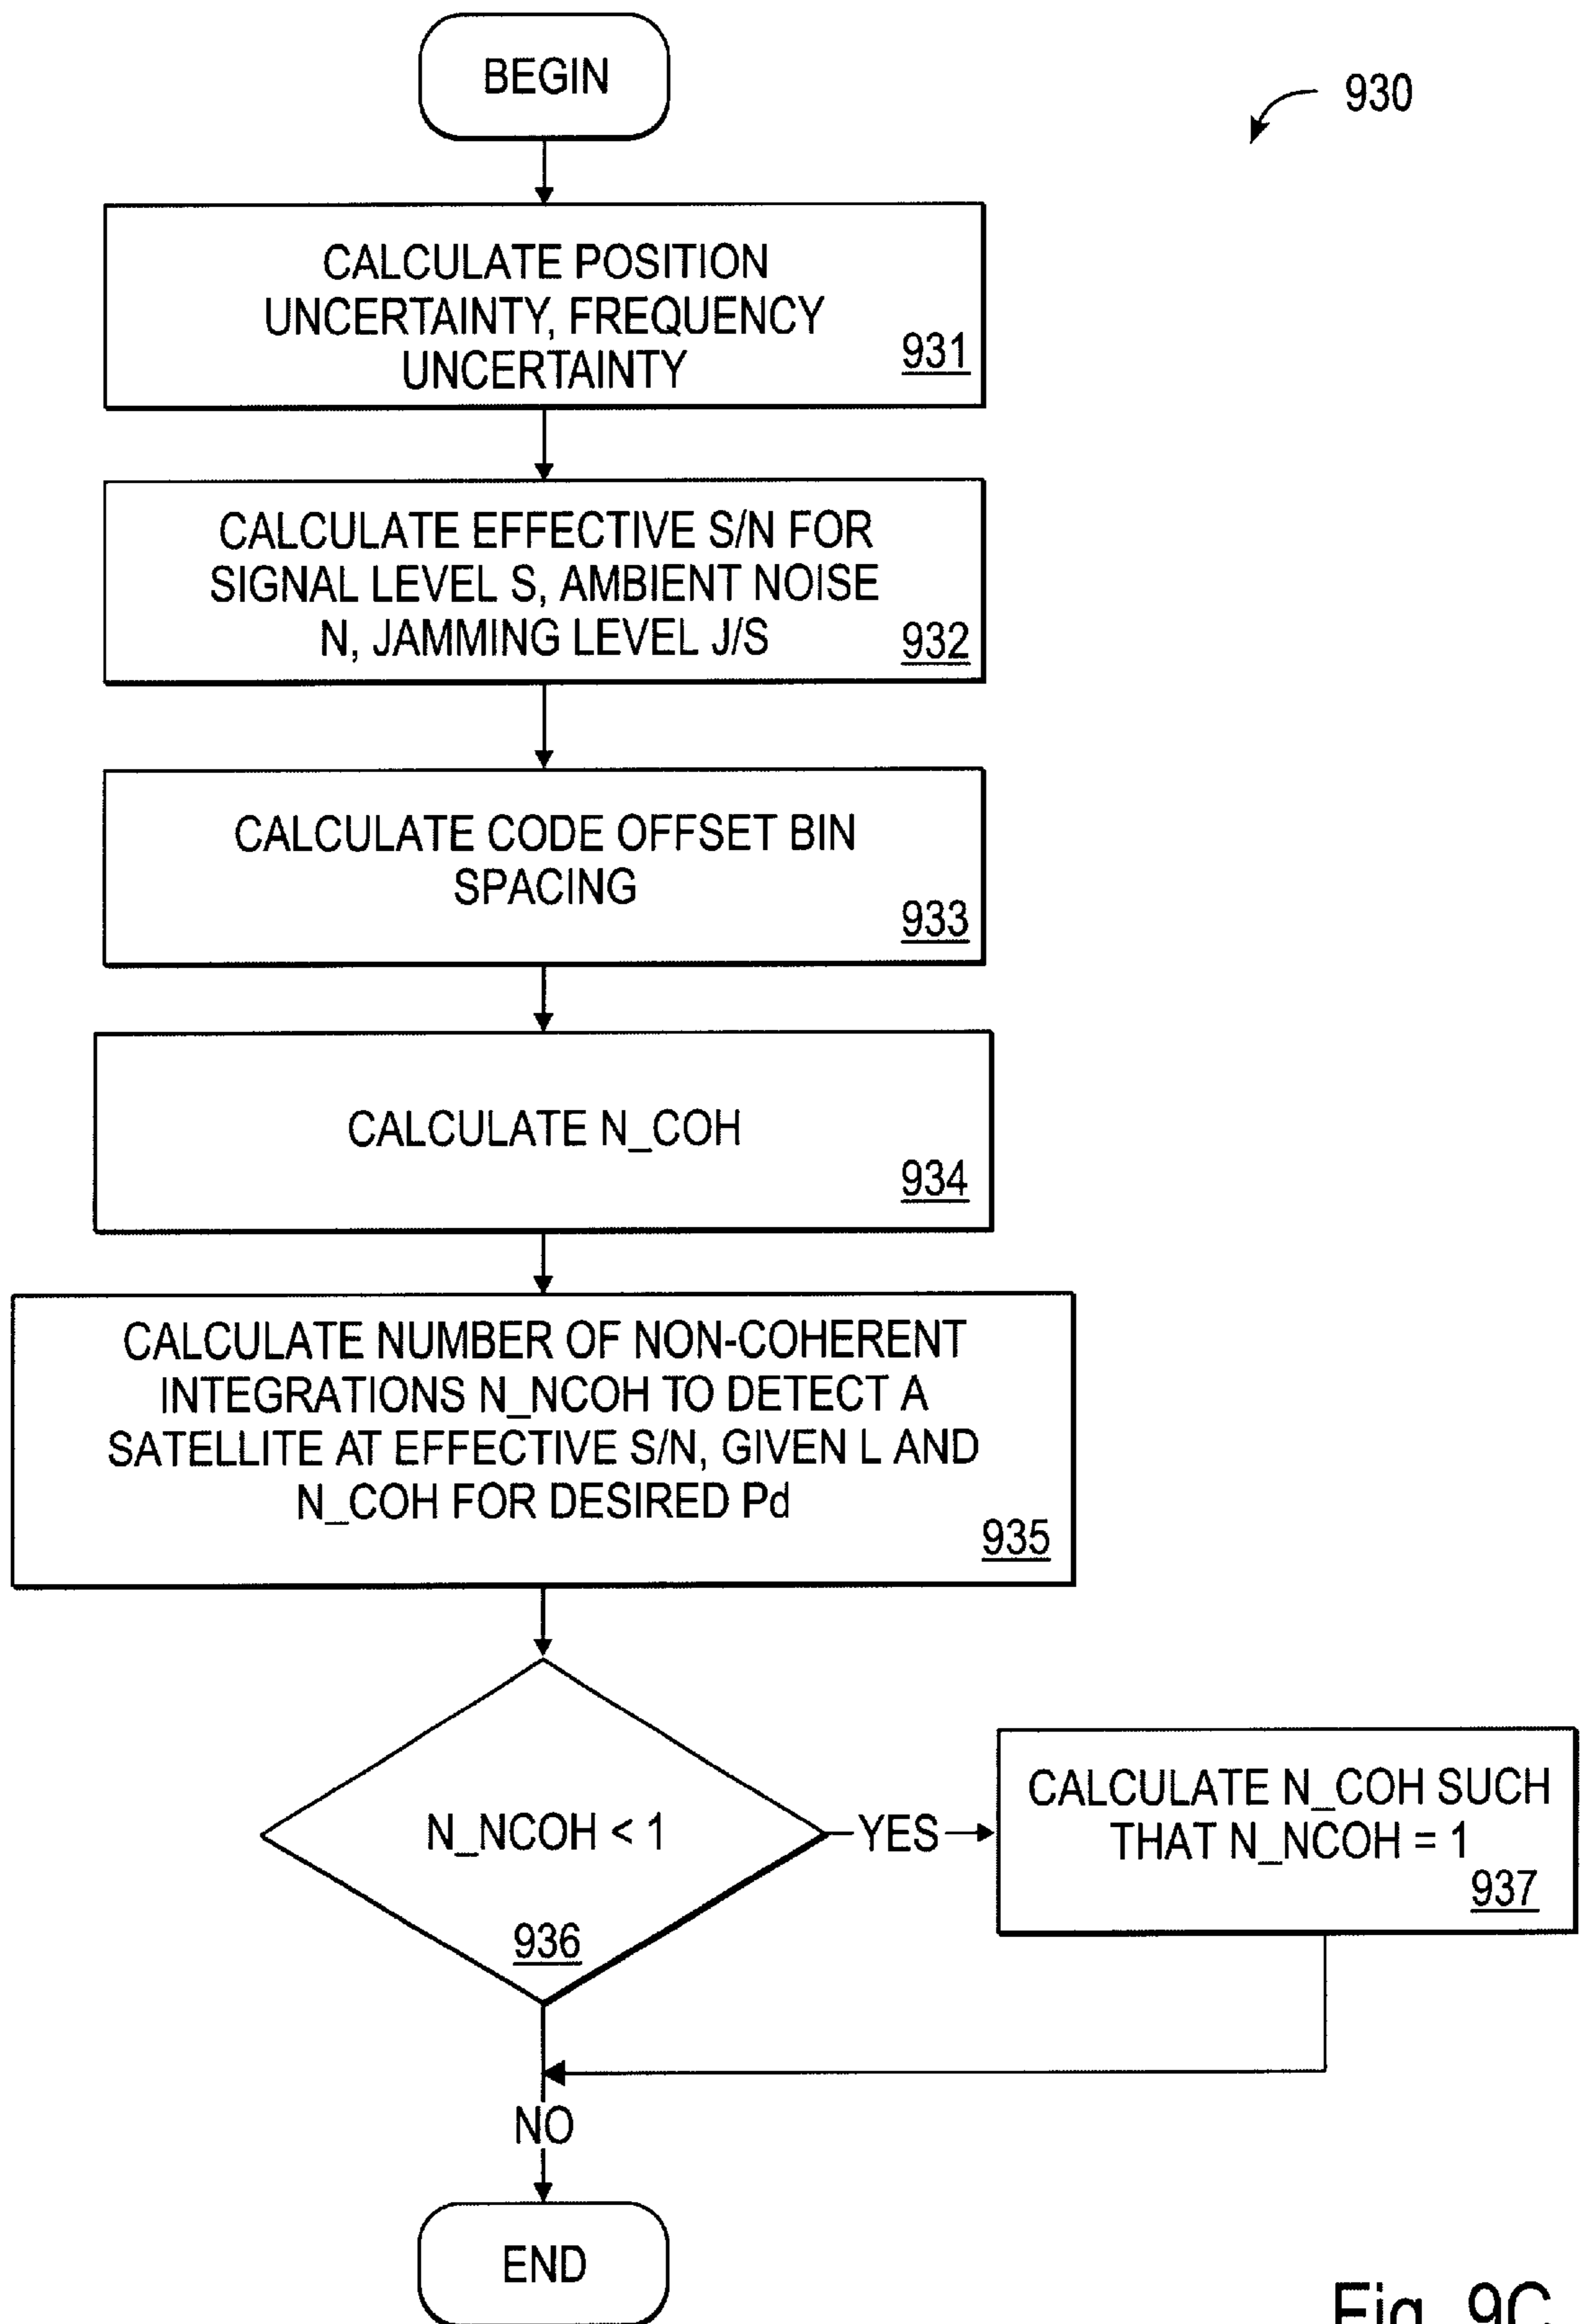 BEGIN
930
CALCULATE POSITION
UNCERTAINTY, FREQUENCY
UNCERTAINTY
931
CALCULATE EFFECTIVE S/N FOR
SIGNAL LEVEL S, AMBIENT NOISE
N, JAMMING LEVEL J/S
932
CALCULATE CODE OFFSET BIN
SPACING
933
CALCULATE N_COH
934
CALCULATE NUMBER OF NON-COHERENT
INTEGRATIONS N_NCOH TO DETECT A
SATELLITE AT EFFECTIVE S/N, GIVEN L AND
N_COH FOR DESIRED Pd
935
N_NCOH < 1
936
YES
CALCULATE N_COH SUCH
THAT N_NCOH = 1
937
NO
END
Fig. 9C